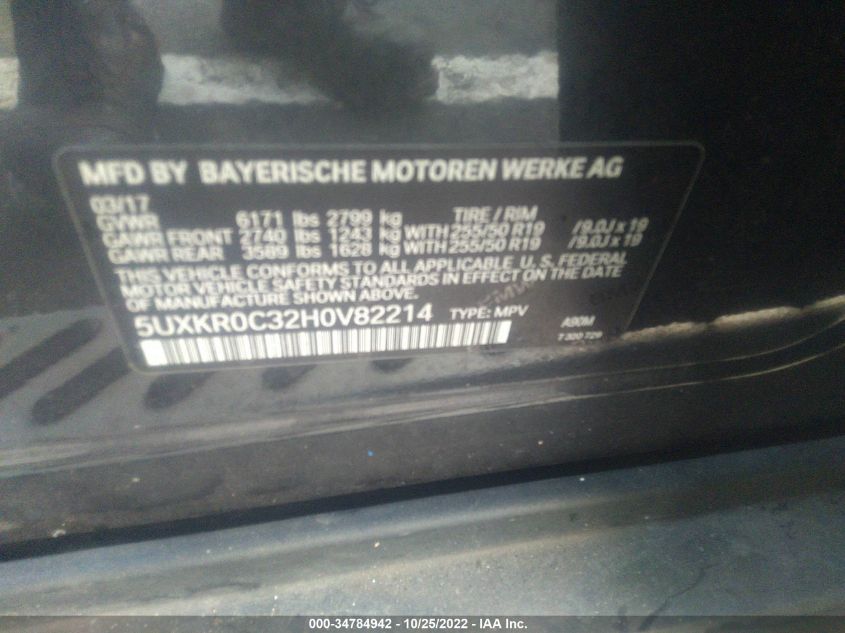 MFD BY BAYERISCHE MOTOREN WERKE AG
03/17 TIRE / RIM
GVWR 6171 lbs 2799 kg
GAWR FRONT 2740 lbs 1243 kg WITH 255/50 R19 /9.0J x 19
GAWR REAR 3589 lbs 1628 kg WITH 255/50 R19 /9.0J x 19
THIS VEHICLE CONFORMS TO ALL APPLICABLE U. S. FEDERAL
MOTOR VEHICLE SAFETY STANDARDS IN EFFECT ON THE DATE
OF MANUFACTURE SHOWN ABOVE.
5UXKR0C32H0V82214 TYPE: MPV A90M
7 320 729
000-34784942 - 10/25/2022 - IAA Inc.